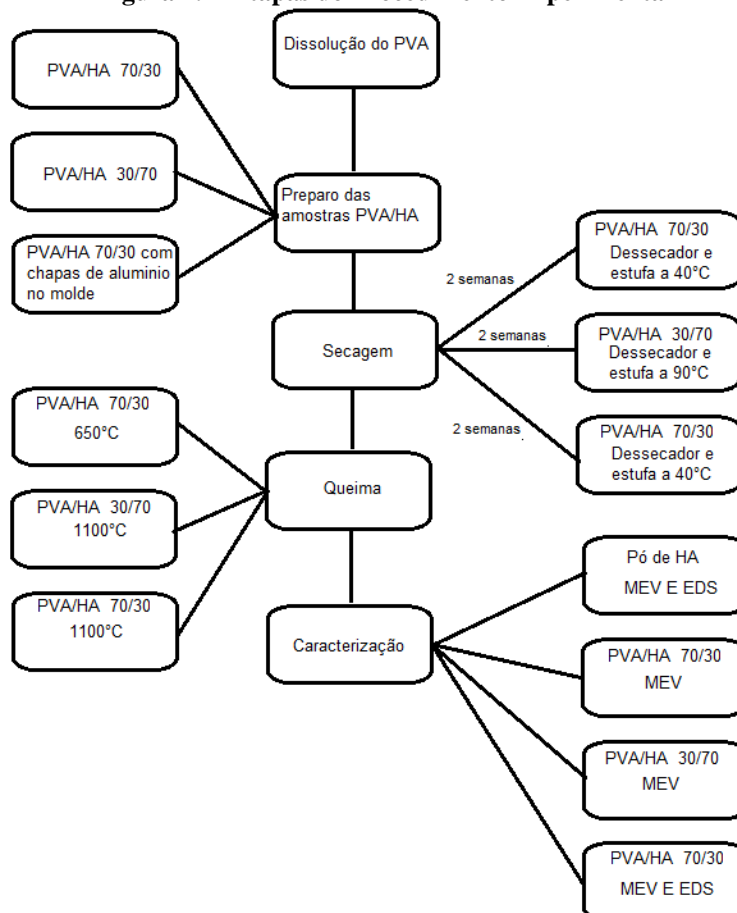 Dissolução do PVA
PVA/HA 70/30
PVA/HA 30/70
PVA/HA 70/30 com
chapas de aluminio
no molde
Preparo das
amostras PVA/HA
Secagem
2 semanas
2 semanas
2 semanas
PVA/HA 70/30
Dessecador e
estufa a 40°C
PVA/HA 30/70
Dessecador e
estufa a 90°C
PVA/HA 70/30
Dessecador e
estufa a 40°C
PVA/HA 70/30
650°C
PVA/HA 30/70
1100°C
PVA/HA 70/30
1100°C
Queima
Caracterização
Pó de HA
MEV E EDS
PVA/HA 70/30
MEV
PVA/HA 30/70
MEV
PVA/HA 70/30
MEV E EDS